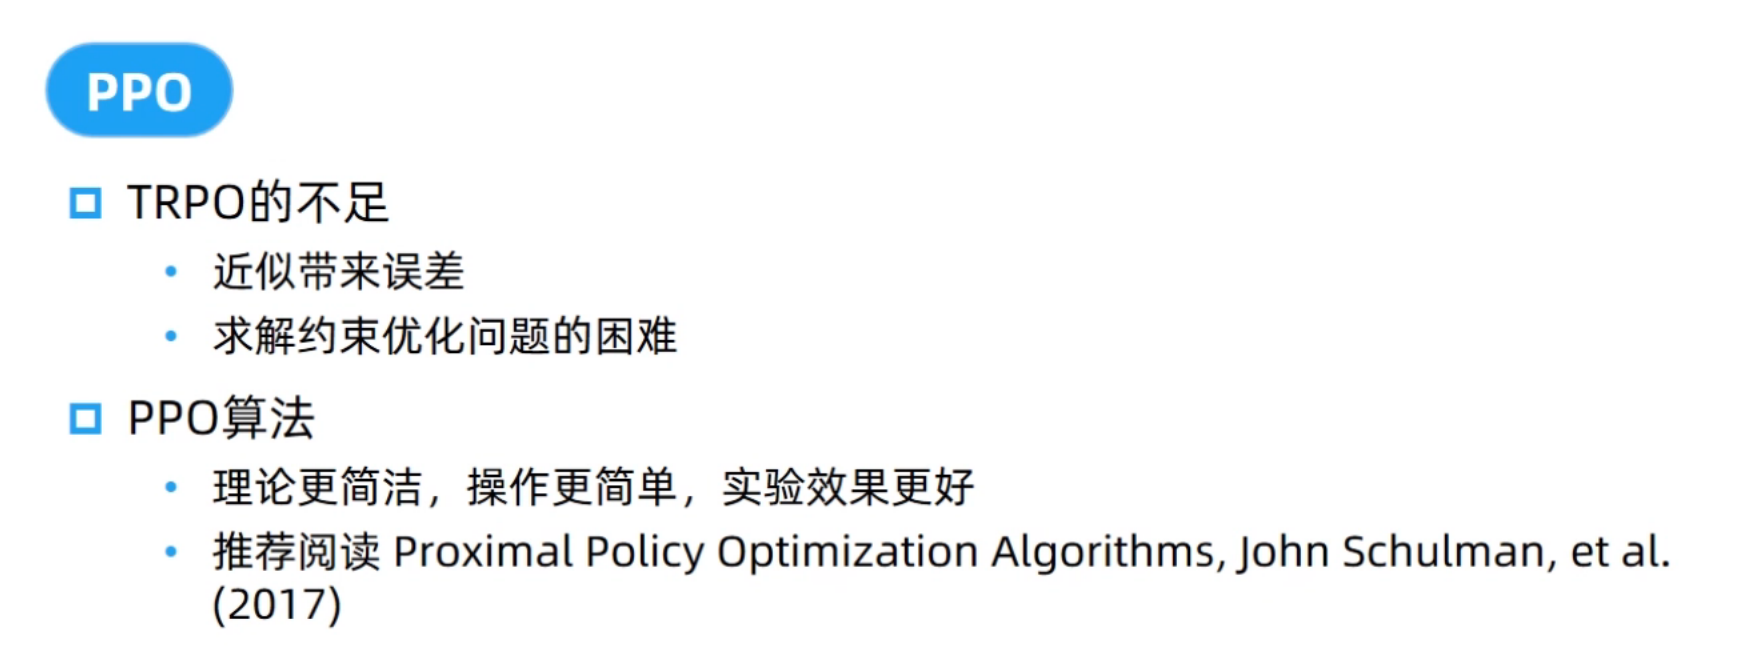 PPO
TRPO的不足
• 近似带来误差
• 求解约束优化问题的困难
PPO算法
• 理论更简洁，操作更简单，实验效果更好
• 推荐阅读 Proximal Policy Optimization Algorithms, John Schulman, et al.
(2017)